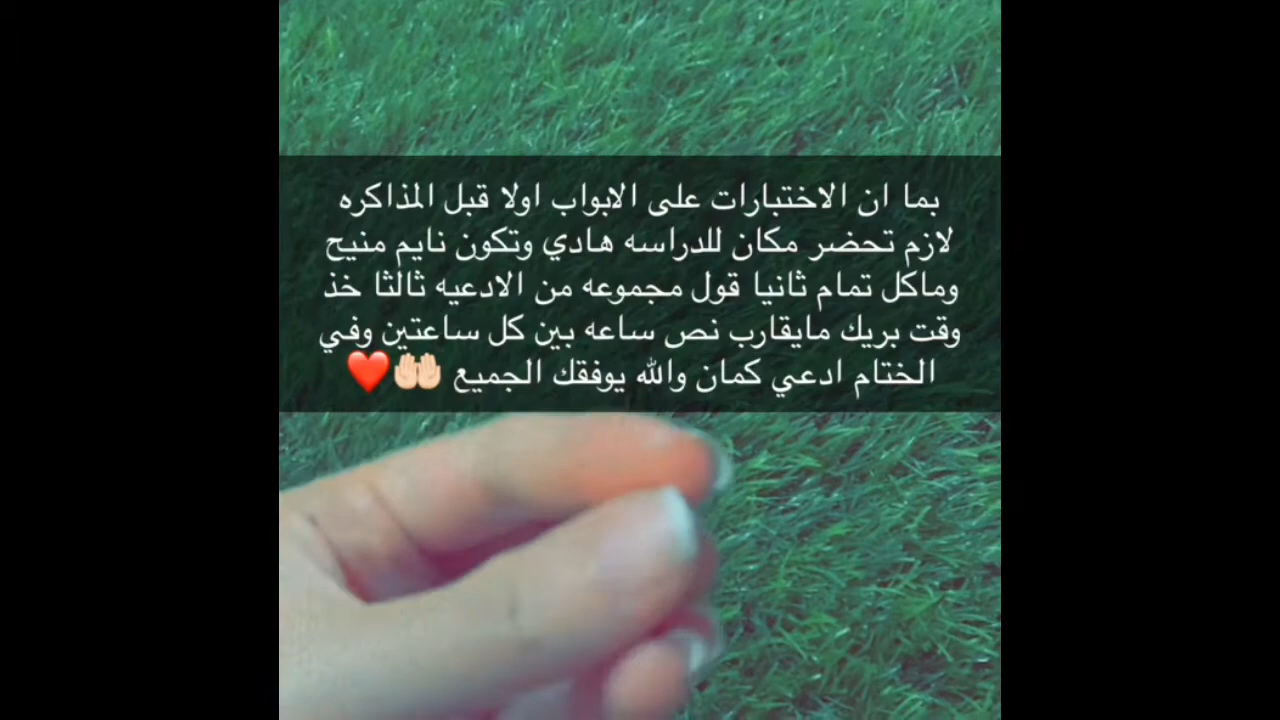 بما ان الاختبارات على الابواب اولا قبل المذاكره
لازم تحضر مكان للدراسه هادي وتكون نايم منيح
وماكل تمام ثانيا قول مجموعه من الادعيه ثالثا خذ
وقت بريك مايقارب نص ساعه بين كل ساعتين وفي
الختام ادعي كمان والله يوفقك الجميع 🤲🏻❤️